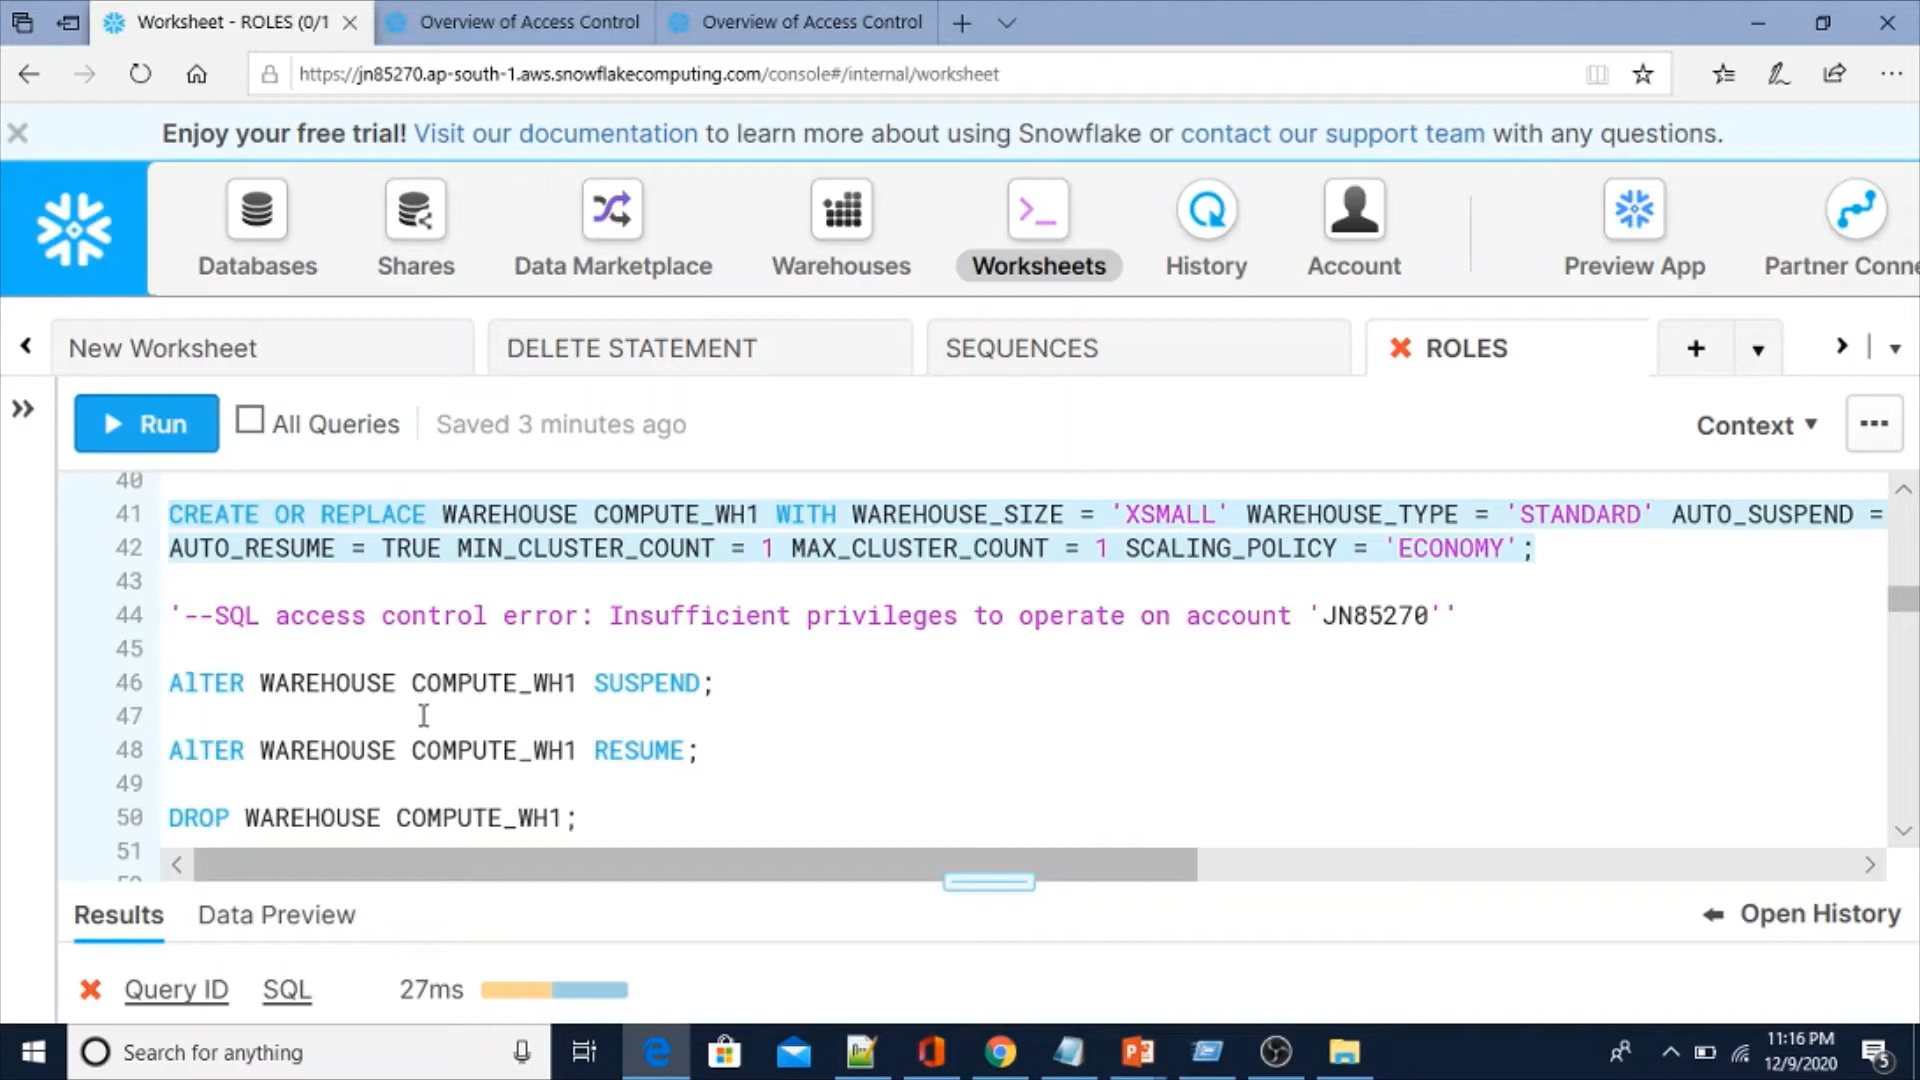 Worksheet - ROLES (0/1
Overview of Access Control
Overview of Access Control
https://jn85270.ap-south-1.aws.snowflakecomputing.com/console#/internal/worksheet
Enjoy your free trial! Visit our documentation to learn more about using Snowflake or contact our support team with any questions.
Databases
Shares
Data Marketplace
Warehouses
Worksheets
History
Account
Preview App
Partner Conne
New Worksheet
DELETE STATEMENT
SEQUENCES
ROLES
Run
All Queries
Saved 3 minutes ago
Context
40
41 CREATE OR REPLACE WAREHOUSE COMPUTE_WH1 WITH WAREHOUSE_SIZE = 'XSMALL' WAREHOUSE_TYPE = 'STANDARD' AUTO_SUSPEND =
42 AUTO_RESUME = TRUE MIN_CLUSTER_COUNT = 1 MAX_CLUSTER_COUNT = 1 SCALING_POLICY = 'ECONOMY';
43
44 '--SQL access control error: Insufficient privileges to operate on account 'JN85270''
45
46 AlTER WAREHOUSE COMPUTE_WH1 SUSPEND;
47
48 AlTER WAREHOUSE COMPUTE_WH1 RESUME;
49
50 DROP WAREHOUSE COMPUTE_WH1;
51
Results
Data Preview
Open History
Query ID
SQL
27ms
Search for anything
11:16 PM
12/9/2020
5